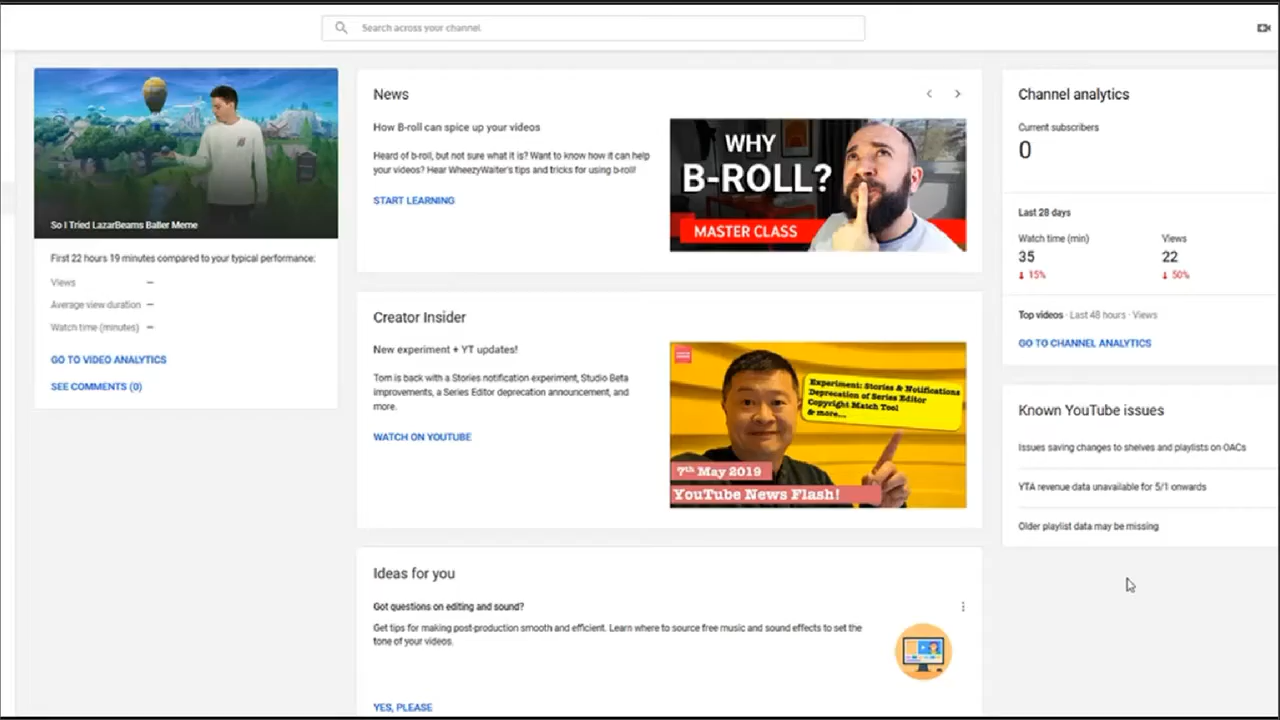 Search across your channel
So I Tried LazarBeams Baller Meme
First 22 hours 19 minutes compared to your typical performance:
Views —
Average view duration —
Watch time (minutes) —
GO TO VIDEO ANALYTICS
SEE COMMENTS (0)
News
How B-roll can spice up your videos
Heard of b-roll, but not sure what it is? Want to know how it can help
your videos? Hear WheezyWaiter's tips and tricks for using b-roll!
START LEARNING
WHY
B-ROLL?
MASTER CLASS
Creator Insider
New experiment + YT updates!
Tom is back with a Stories notification experiment, Studio Beta
improvements, a Series Editor deprecation announcement, and
more.
WATCH ON YOUTUBE
Experiment: Stories & Notifications
Deprecation of Series Editor
Copyright Match Tool
& more...
7th May 2019
YouTube News Flash!
Ideas for you
Got questions on editing and sound?
Get tips for making post-production smooth and efficient. Learn where to source free music and sound effects to set the
tone of your videos.
YES, PLEASE
Channel analytics
Current subscribers
0
Last 28 days
Watch time (min) Views
35 22
↓ 15% ↓ 50%
Top videos · Last 48 hours · Views
GO TO CHANNEL ANALYTICS
Known YouTube issues
Issues saving changes to shelves and playlists on OACs
YTA revenue data unavailable for 5/1 onwards
Older playlist data may be missing